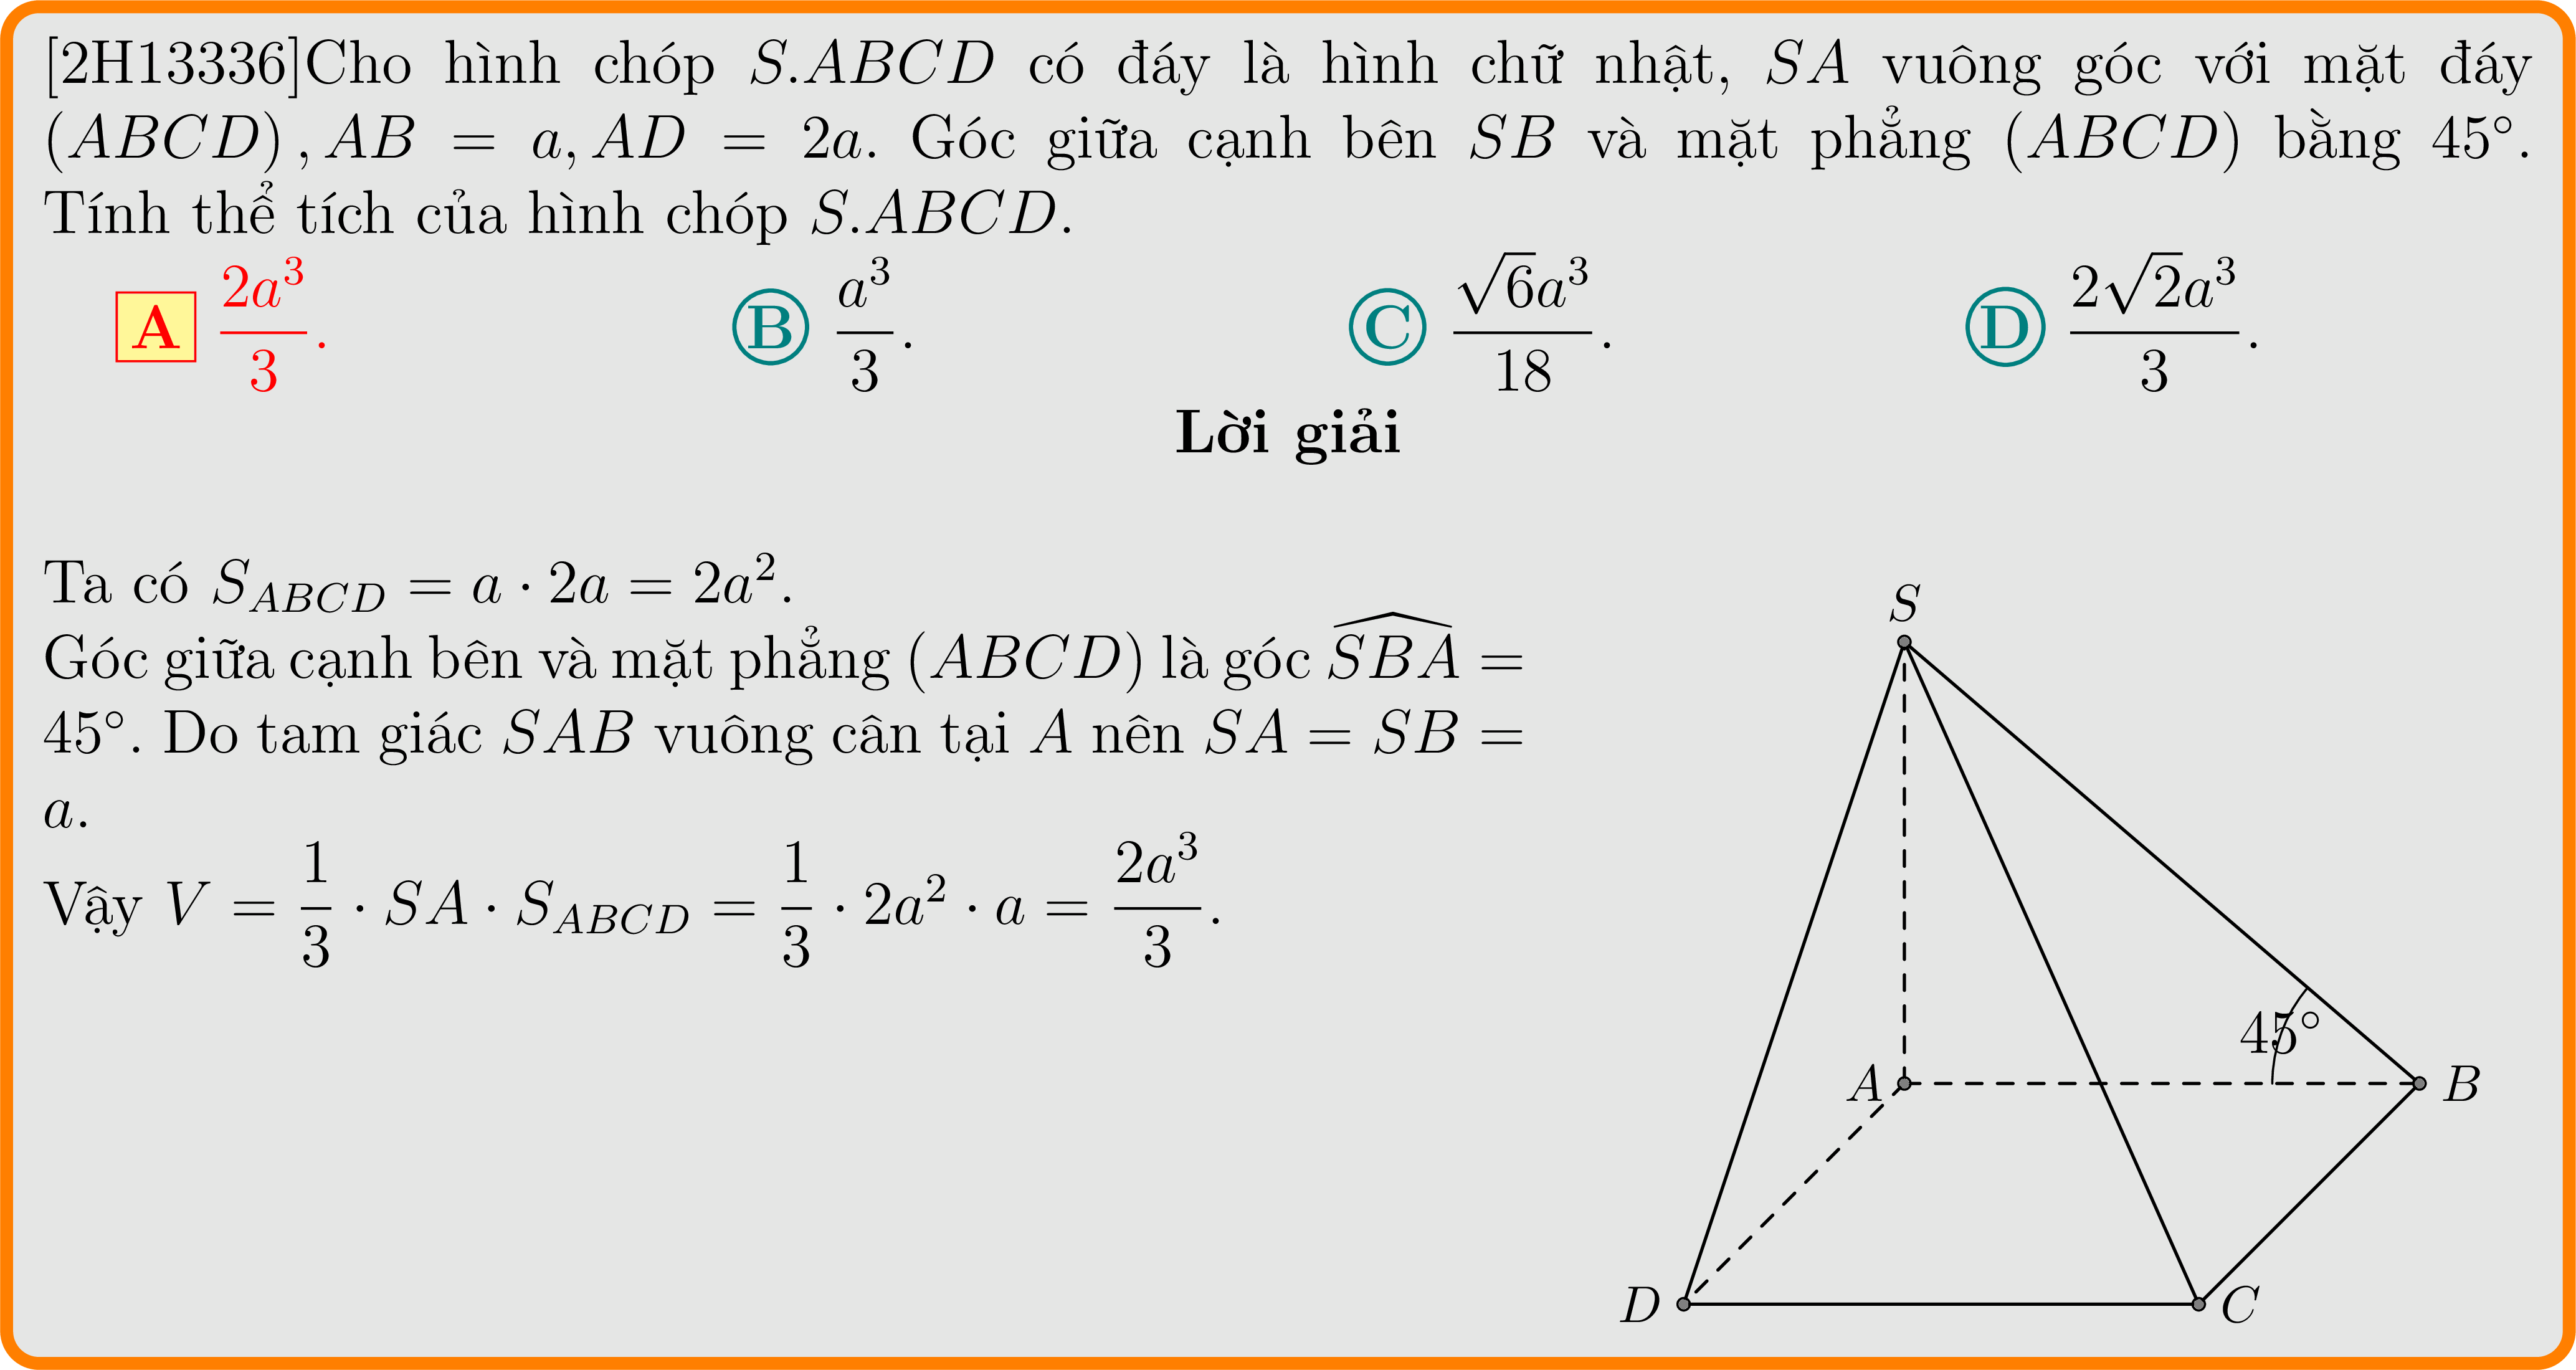 [2H13336]Cho hình chóp S.ABCD có đáy là hình chữ nhật, SA vuông góc với mặt đáy
(ABCD), AB = a, AD = 2a. Góc giữa cạnh bên SB và mặt phẳng (ABCD) bằng 45°.
Tính thể tích của hình chóp S.ABCD.
A $\frac{2a^3}{3}$. B $\frac{a^3}{3}$. C $\frac{\sqrt{6}a^3}{18}$. D $\frac{2\sqrt{2}a^3}{3}$.
Lời giải
Ta có $S_{ABCD} = a \cdot 2a = 2a^2$.
Góc giữa cạnh bên và mặt phẳng (ABCD) là góc $\widehat{SBA}$ =
45°. Do tam giác SAB vuông cân tại A nên SA = SB =
a.
Vậy $V = \frac{1}{3} \cdot SA \cdot S_{ABCD} = \frac{1}{3} \cdot 2a^2 \cdot a = \frac{2a^3}{3}$.
S
45°
A
B
D
C